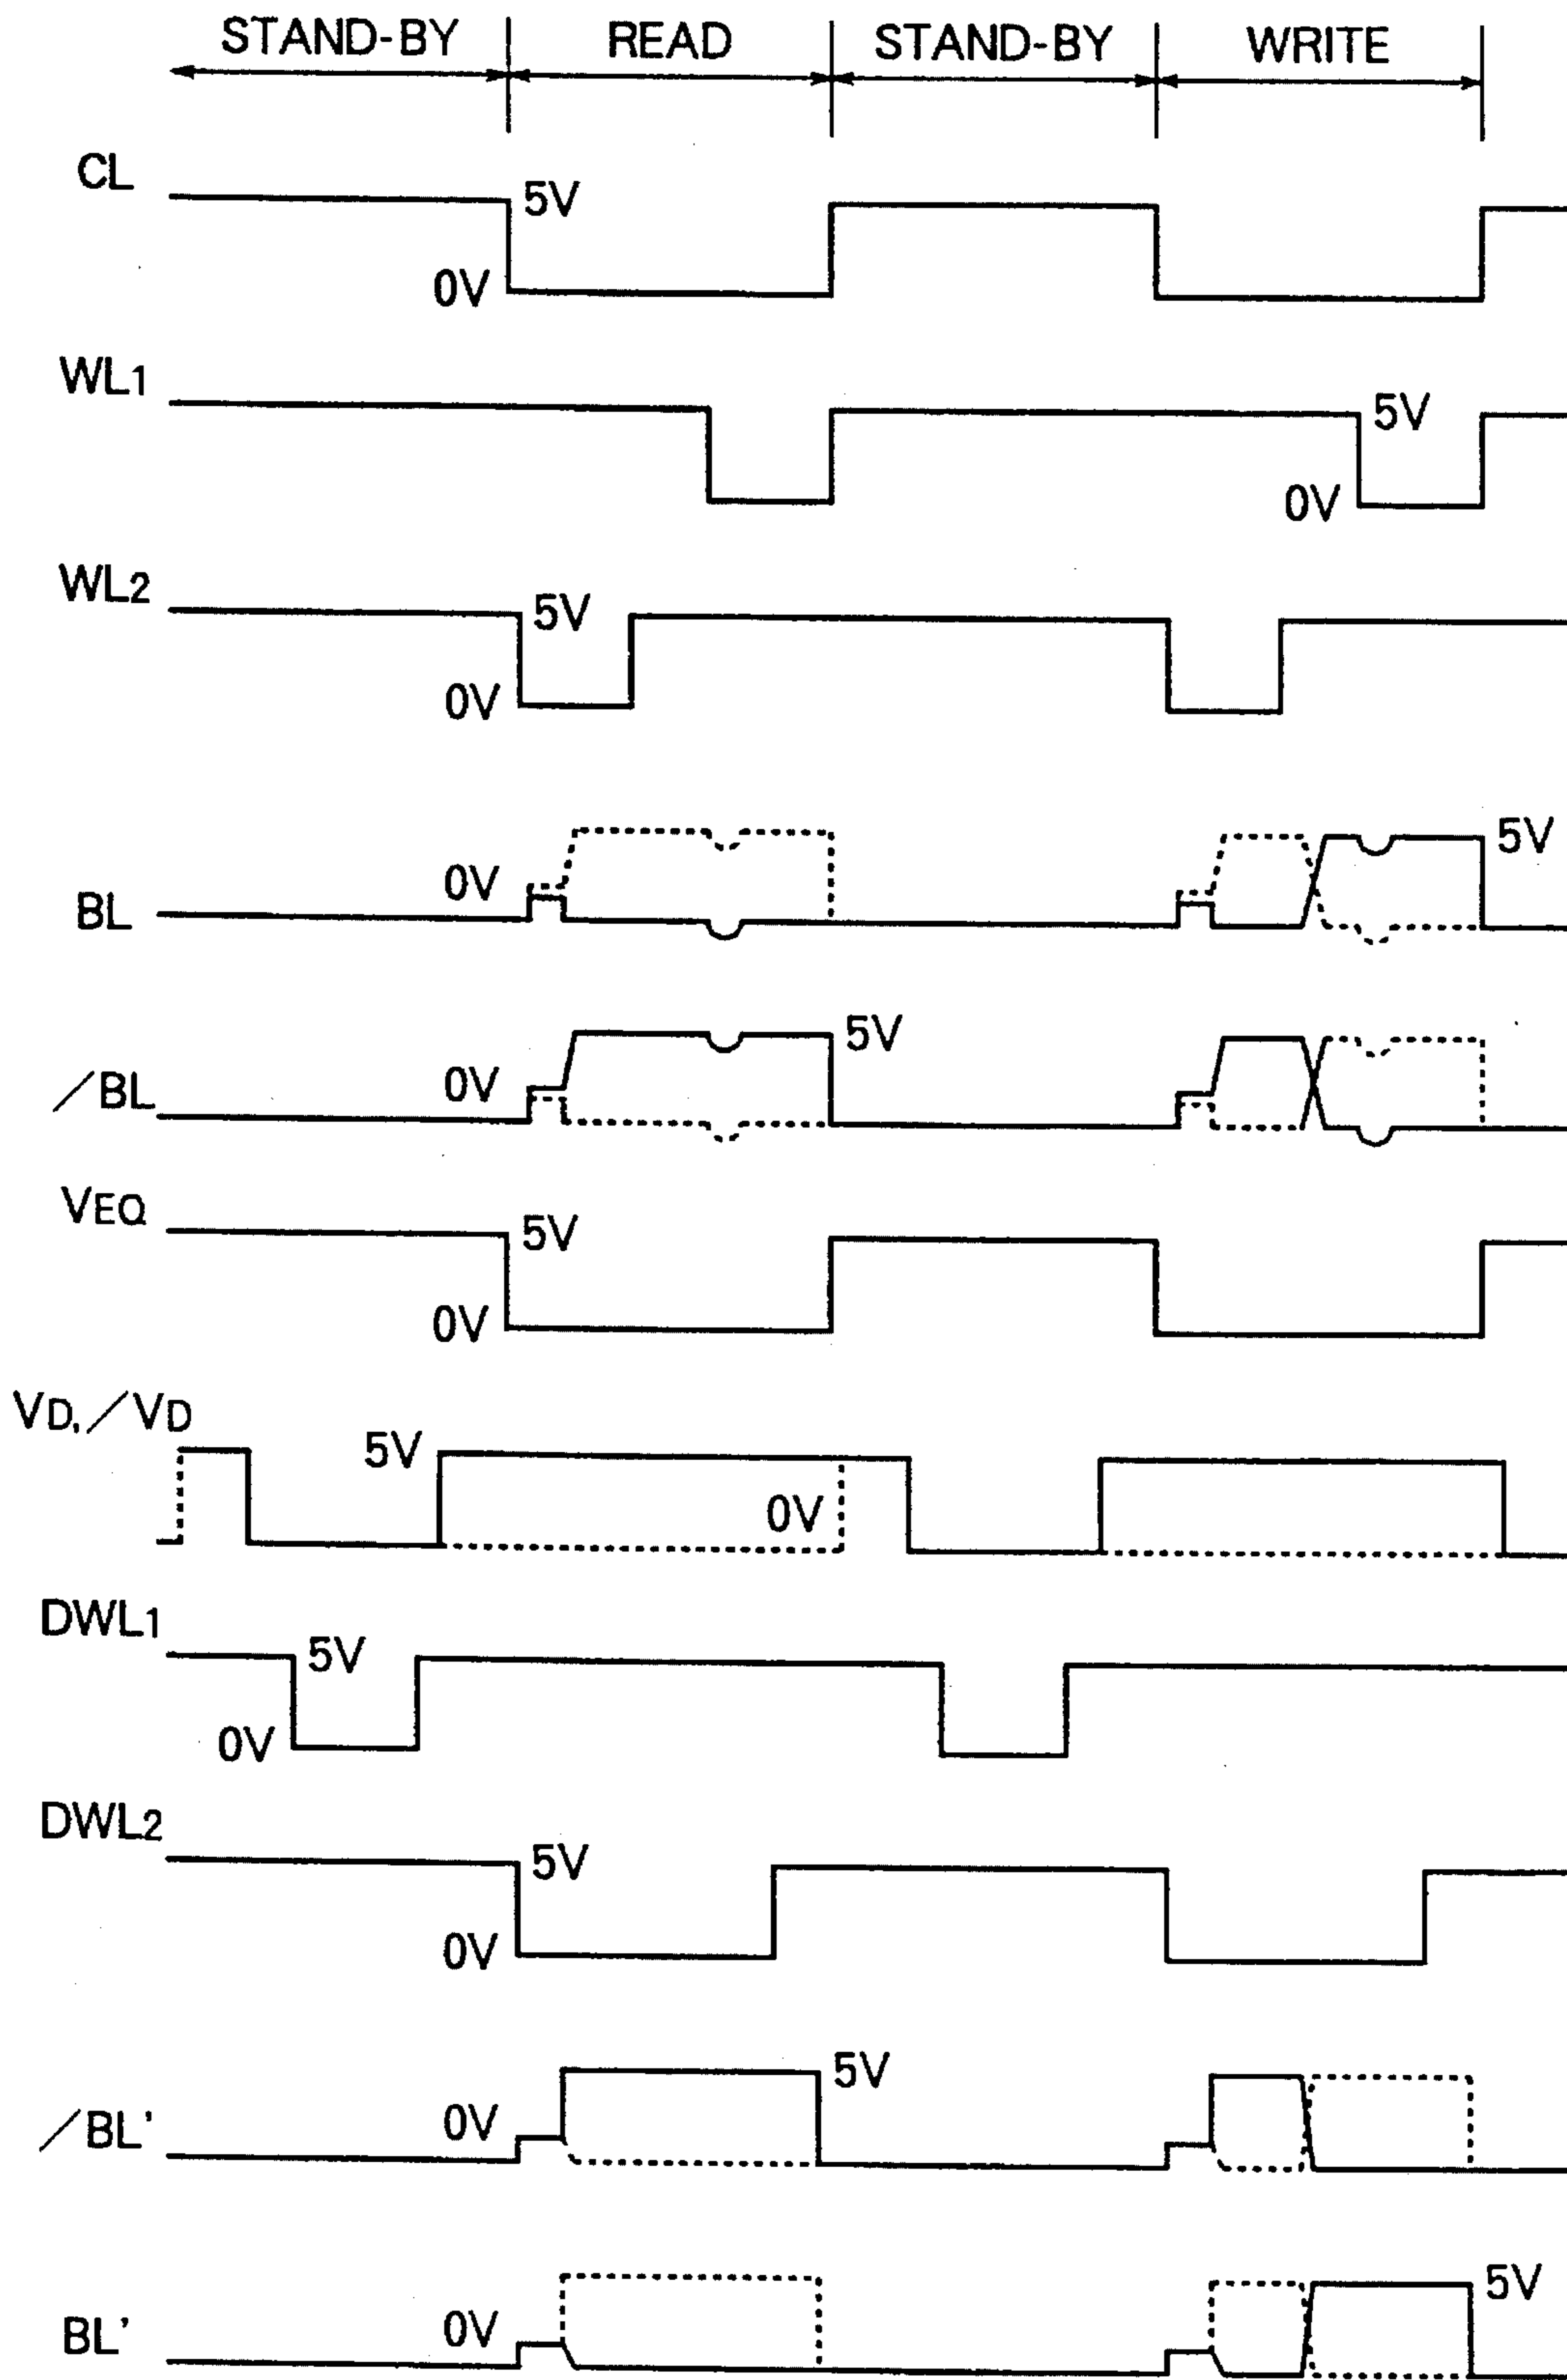 STAND-BY READ STAND-BY WRITE
CL
5V
0V
WL1
5V
0V
WL2
5V
0V
5V
0V
BL
5V
0V
/BL
VEQ
5V
0V
VD, /VD
5V
0V
DWL1
5V
0V
DWL2
5V
0V
5V
0V
/BL'
5V
0V
BL'